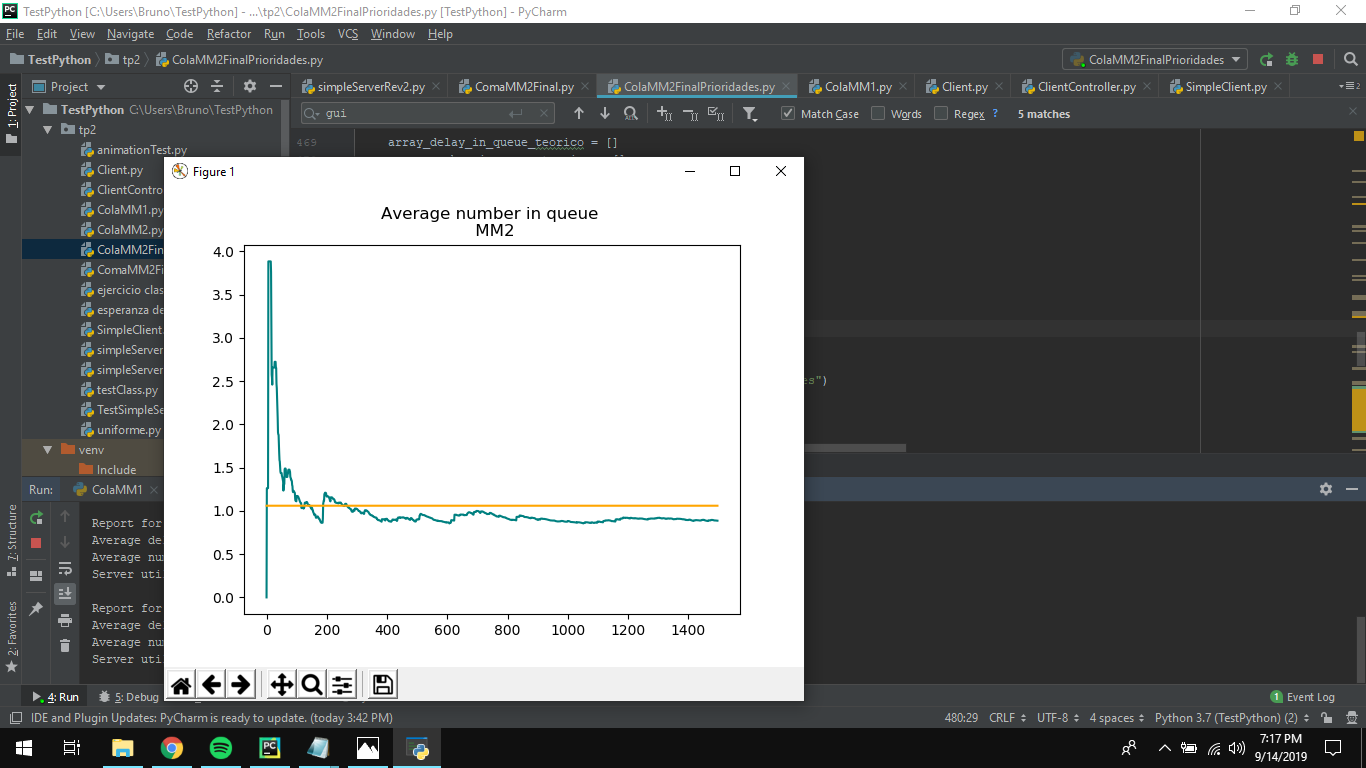 TestPython [C:\Users\Bruno\TestPython] - ...\tp2\ColaMM2FinalPrioridades.py [TestPython] - PyCharm
File Edit View Navigate Code Refactor Run Tools VCS Window Help
TestPython tp2 ColaMM2FinalPrioridades.py ColaMM2FinalPrioridades
1: Project Project simpleServerRev2.py ComaMM2Final.py ColaMM2FinalPrioridades.py ColaMM1.py Client.py ClientController.py SimpleClient.py
TestPython C:\Users\Bruno\TestPython gui Match Case Words Regex ? 5 matches
tp2
469 array_delay_in_queue_teorico = []
animationTest.py
Client.py
ClientContro
ColaMM1.py
ColaMM2.py
ColaMM2Fin
ComaMM2Fi
ejercicio clas
esperanza de
SimpleClient.
simpleServer
simpleServer
testClass.py
TestSimpleSe
uniforme.py
venv
Include
s")
Figure 1
Average number in queue
MM2
4.0
3.5
3.0
2.5
2.0
1.5
1.0
0.5
0.0
0 200 400 600 800 1000 1200 1400
Run: ColaMM1
Report for
Average de
Average num
Server uti
Report for
Average de
Average num
Server uti
7: Structure
2: Favorites
4: Run 5: Debug 1 Event Log
IDE and Plugin Updates: PyCharm is ready to update. (today 3:42 PM) 480:29 CRLF UTF-8 4 spaces Python 3.7 (TestPython) (2)
7:17 PM
9/14/2019